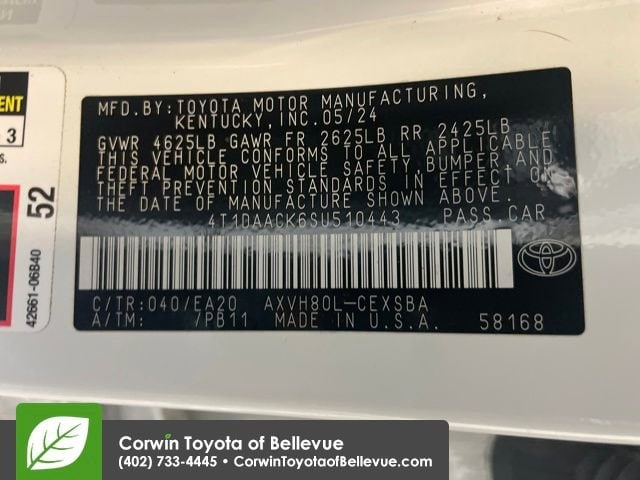 MFD.BY:TOYOTA MOTOR MANUFACTURING,
KENTUCKY, INC.05/24
GVWR 4625LB GAWR FR 2625LB RR 2425LB
THIS VEHICLE CONFORMS TO ALL APPLICABLE
FEDERAL MOTOR VEHICLE SAFETY,BUMPER AND
THEFT PREVENTION STANDARDS IN EFFECT ON
THE DATE OF MANUFACTURE SHOWN ABOVE.
4T1DAACK6SU510443 PASS.CAR
C/TR:040/EA20 AXVH80L-CEXSBA
A/TM: /PB11 MADE IN U.S.A. 58168
ENT
3
S.
52
42661-06B40
Corwin Toyota of Bellevue
(402) 733-4445 • CorwinToyotaofBellevue.com